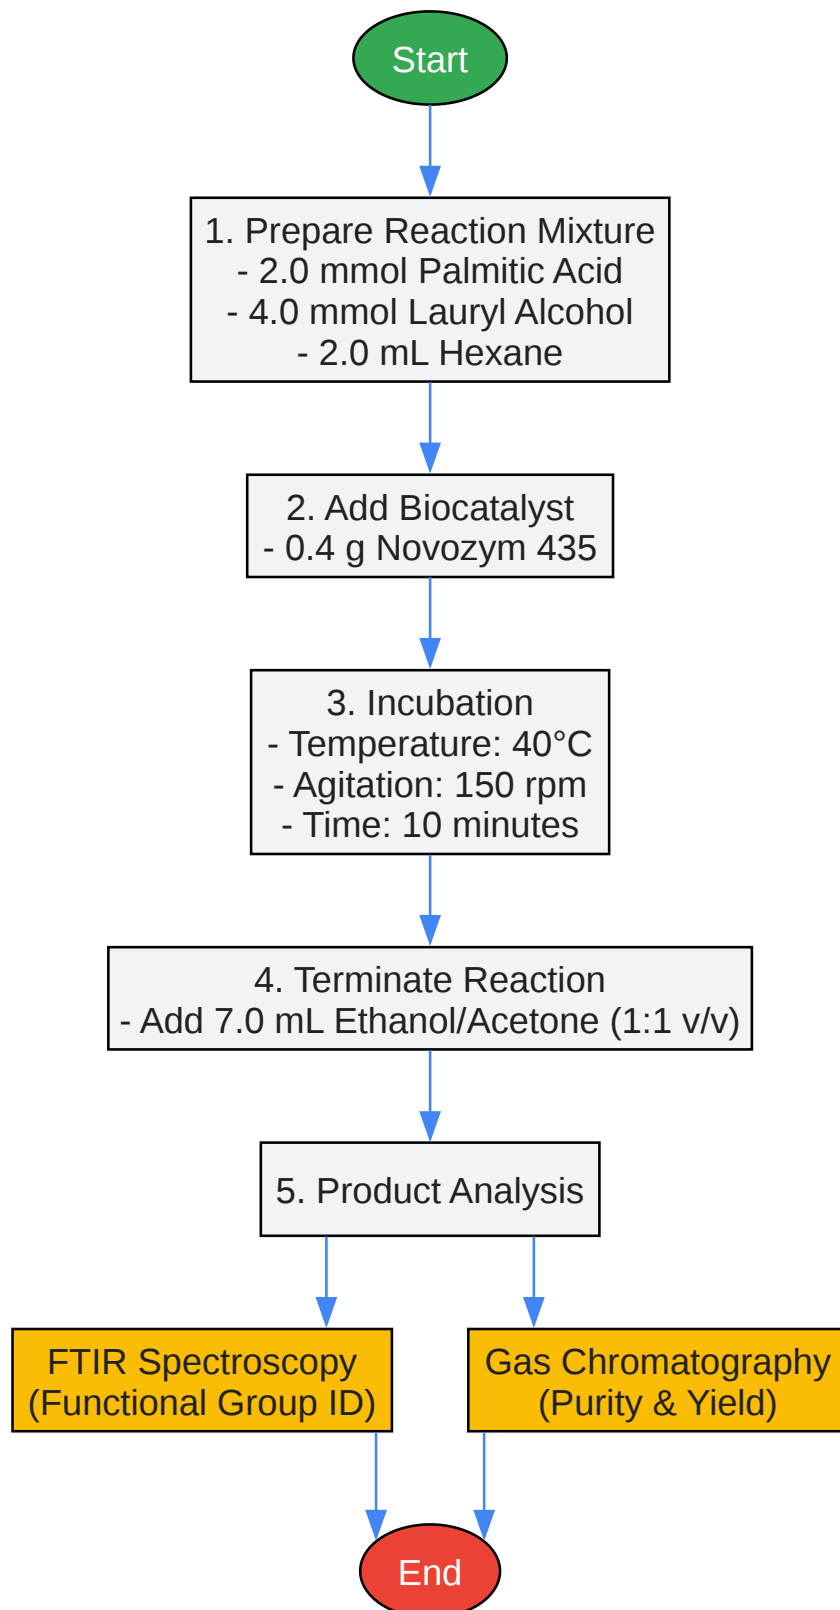 Start
1. Prepare Reaction Mixture
- 2.0 mmol Palmitic Acid
- 4.0 mmol Lauryl Alcohol
- 2.0 mL Hexane
2. Add Biocatalyst
- 0.4 g Novozym 435
3. Incubation
- Temperature: 40°C
- Agitation: 150 rpm
- Time: 10 minutes
4. Terminate Reaction
- Add 7.0 mL Ethanol/Acetone (1:1 v/v)
5. Product Analysis
FTIR Spectroscopy
(Functional Group ID)
Gas Chromatography
(Purity & Yield)
End